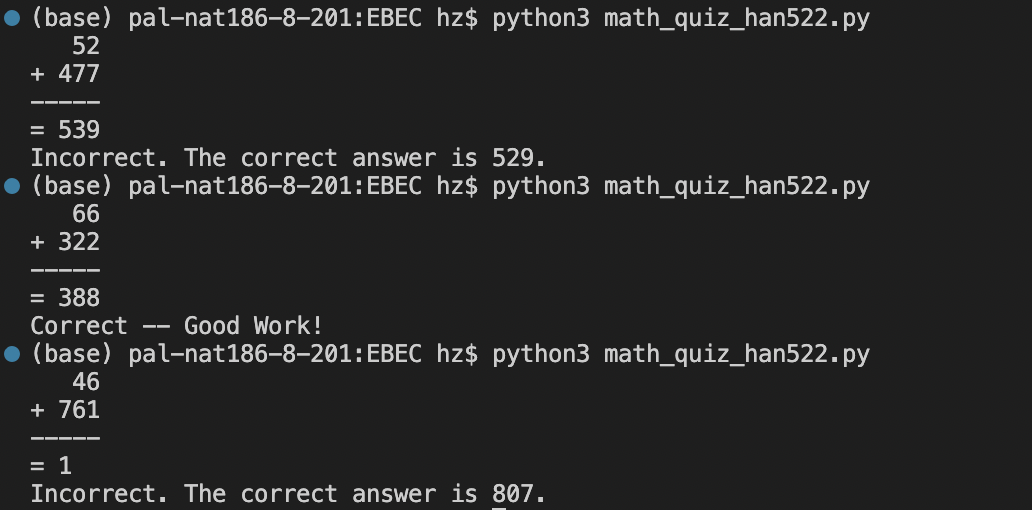 (base) pal-nat186-8-201:EBEC hz$ python3 math_quiz_han522.py
   52
+ 477
-----
= 539
Incorrect. The correct answer is 529.
(base) pal-nat186-8-201:EBEC hz$ python3 math_quiz_han522.py
   66
+ 322
-----
= 388
Correct -- Good Work!
(base) pal-nat186-8-201:EBEC hz$ python3 math_quiz_han522.py
   46
+ 761
-----
= 1
Incorrect. The correct answer is 807.